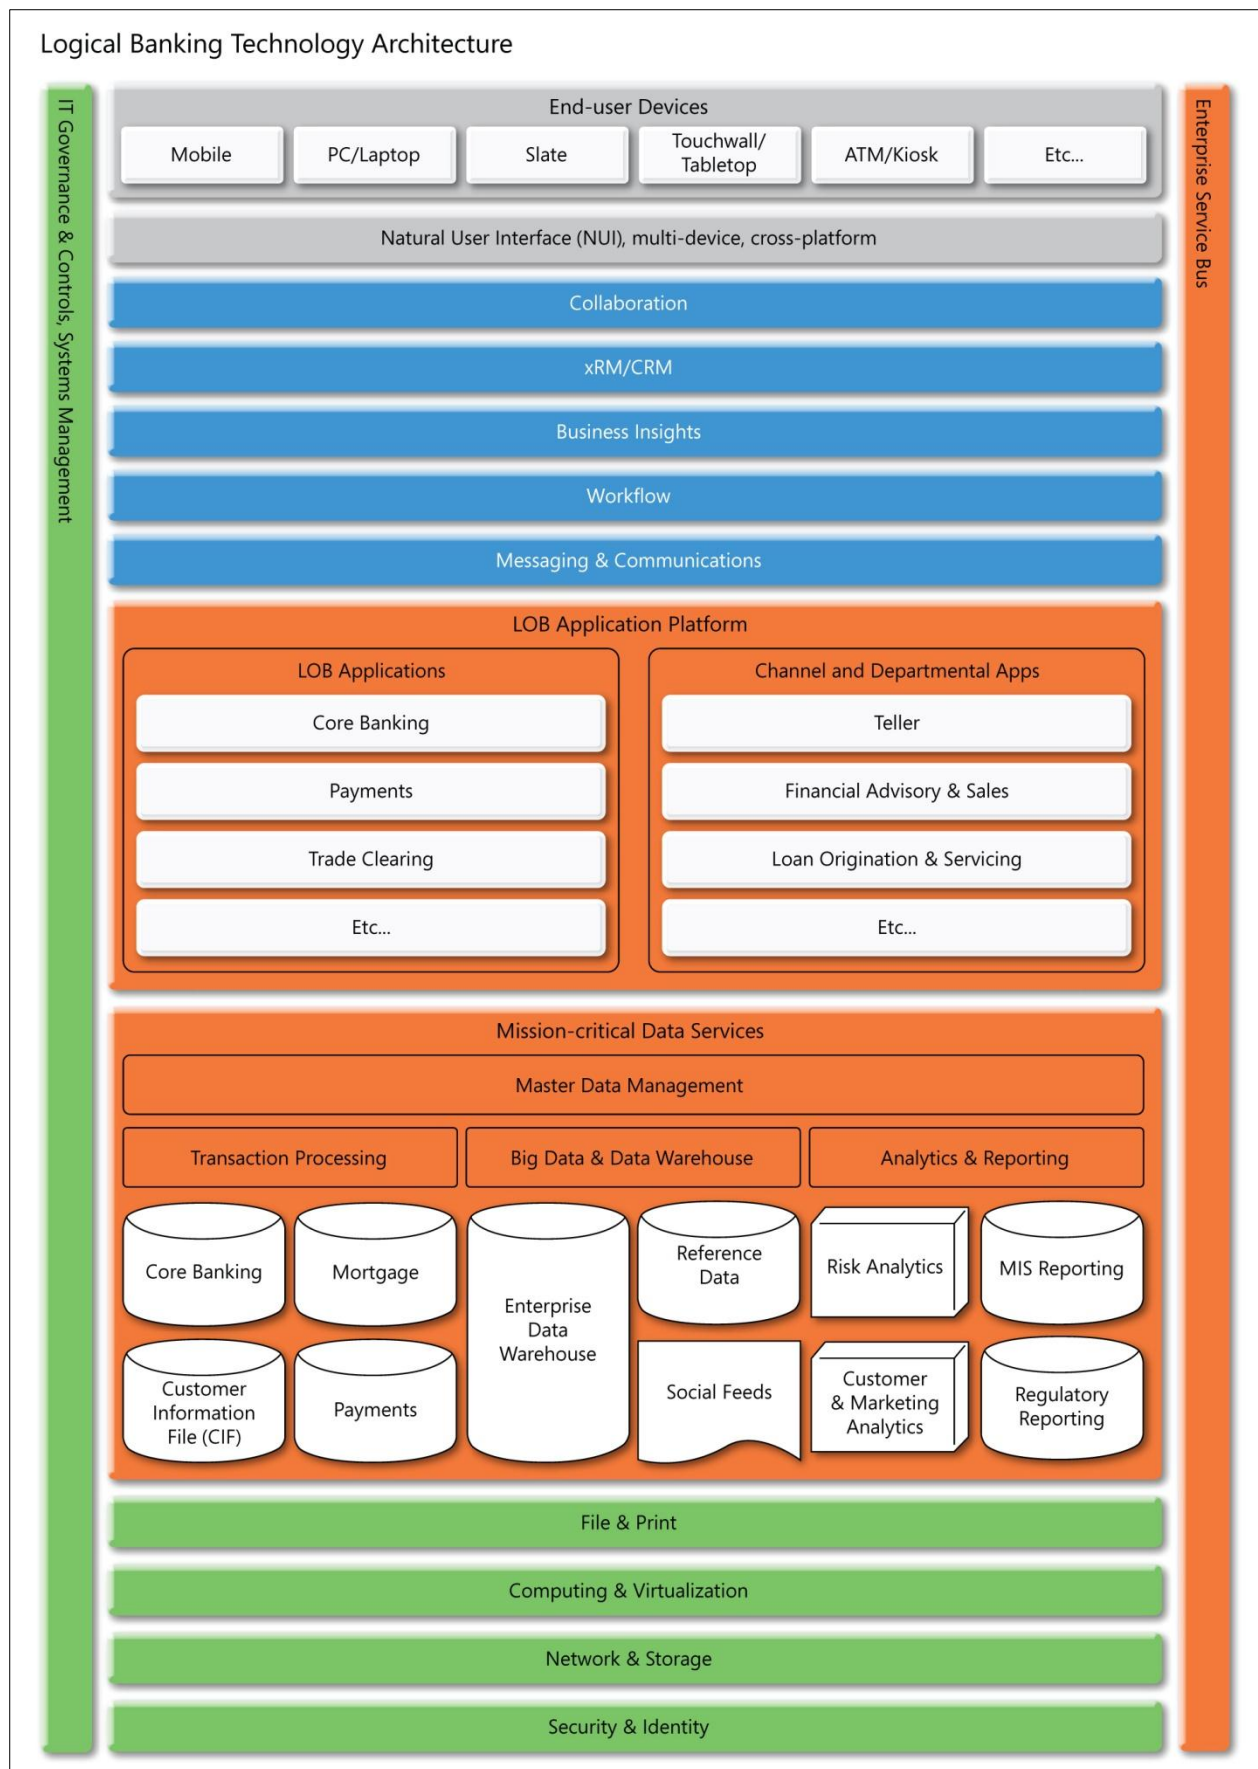 Logical Banking Technology Architecture
IT Governance & Controls, Systems Management
Enterprise Service Bus
End-user Devices
Mobile
PC/Laptop
Slate
Touchwall/
Tabletop
ATM/Kiosk
Etc...
Natural User Interface (NUI), multi-device, cross-platform
Collaboration
xRM/CRM
Business Insights
Workflow
Messaging & Communications
LOB Application Platform
LOB Applications
Core Banking
Payments
Trade Clearing
Etc...
Channel and Departmental Apps
Teller
Financial Advisory & Sales
Loan Origination & Servicing
Etc...
Mission-critical Data Services
Master Data Management
Transaction Processing
Big Data & Data Warehouse
Analytics & Reporting
Core Banking
Mortgage
Customer
Information
File (CIF)
Payments
Enterprise
Data
Warehouse
Reference
Data
Social Feeds
Risk Analytics
MIS Reporting
Customer
& Marketing
Analytics
Regulatory
Reporting
File & Print
Computing & Virtualization
Network & Storage
Security & Identity